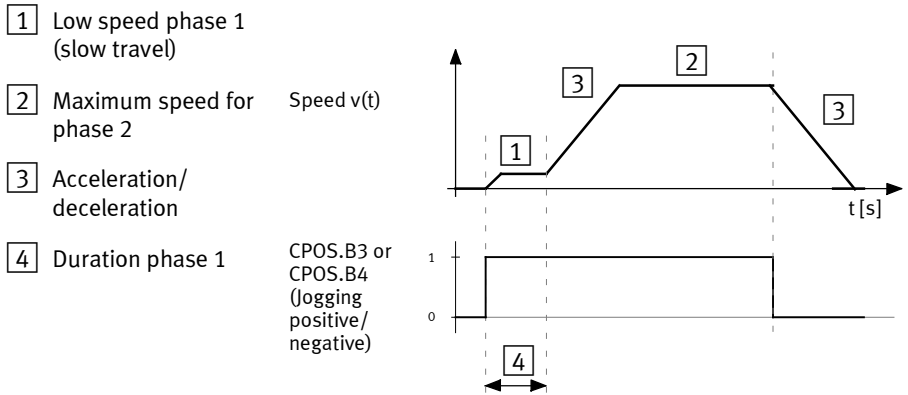 1 Low speed phase 1
(slow travel)
2 Maximum speed for
phase 2
3 Acceleration/
deceleration
4 Duration phase 1
Speed v(t)
1
3
2
3
t [s]
CPOS.B3 or
CPOS.B4
(Jogging
positive/
negative)
1
0
4